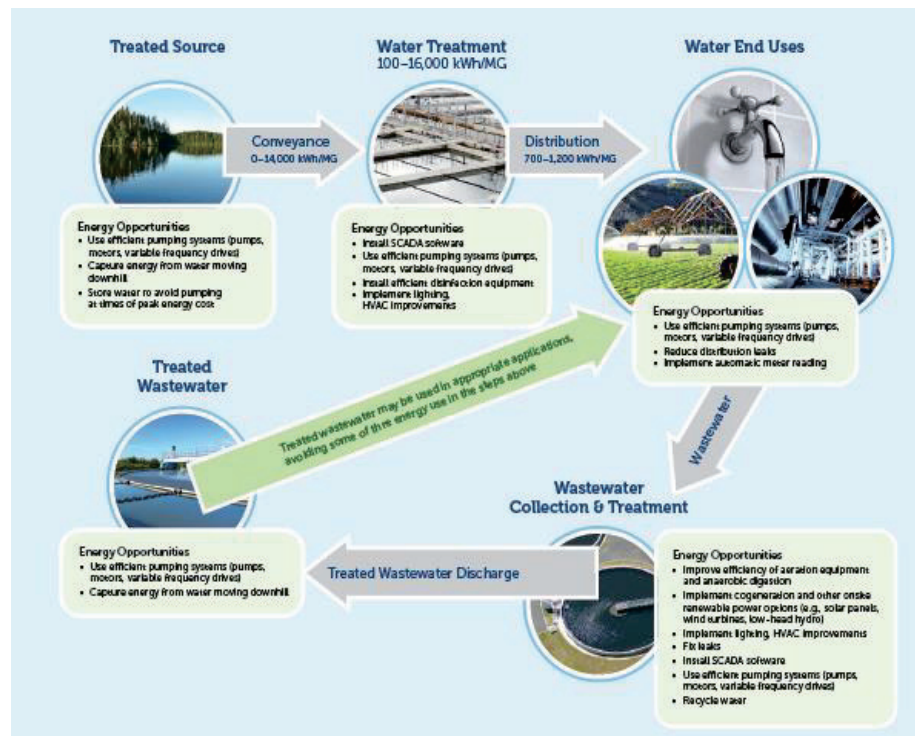 Treated Source
Conveyance
0–14,000 kWh/MG
Energy Opportunities
• Use efficient pumping systems (pumps,
motors, variable frequency drives)
• Capture energy from water moving
downhill
• Store water ro avoid pumping
at times of peak energy cost
Water Treatment
100–16,000 kWh/MG
Distribution
700–1,200 kWh/MG
Energy Opportunities
• Install SCADA software
• Use efficient pumping systems (pumps,
motors, variable frequency drives)
• Install efficient disinfection equipment
• Implement lighting,
HVAC improvements
Water End Uses
Energy Opportunities
• Use efficient pumping systems (pumps,
motors, variable frequency drives)
• Reduce distribution leaks
• Implement automatic meter reading
Treated wastewater may be used in appropriate applications,
avoiding some of thre energy use in the steps above
Wastewater
Wastewater
Collection & Treatment
Energy Opportunities
• Improve efficiency of aeration equipment
and anaerobic digestion
• Implement cogeneration and other onsite
renewable power options (e.g., solar panels,
wind turbines, low-head hydro)
• Implement lighting, HVAC improvements
• Fix leaks
• Install SCADA software
• Use efficient pumping systems (pumps,
motors, variable frequency drives)
• Recycle water
Treated Wastewater Discharge
Treated
Wastewater
Energy Opportunities
• Use efficient pumping systems (pumps,
motors, variable frequency drives)
• Capture energy from water moving downhill